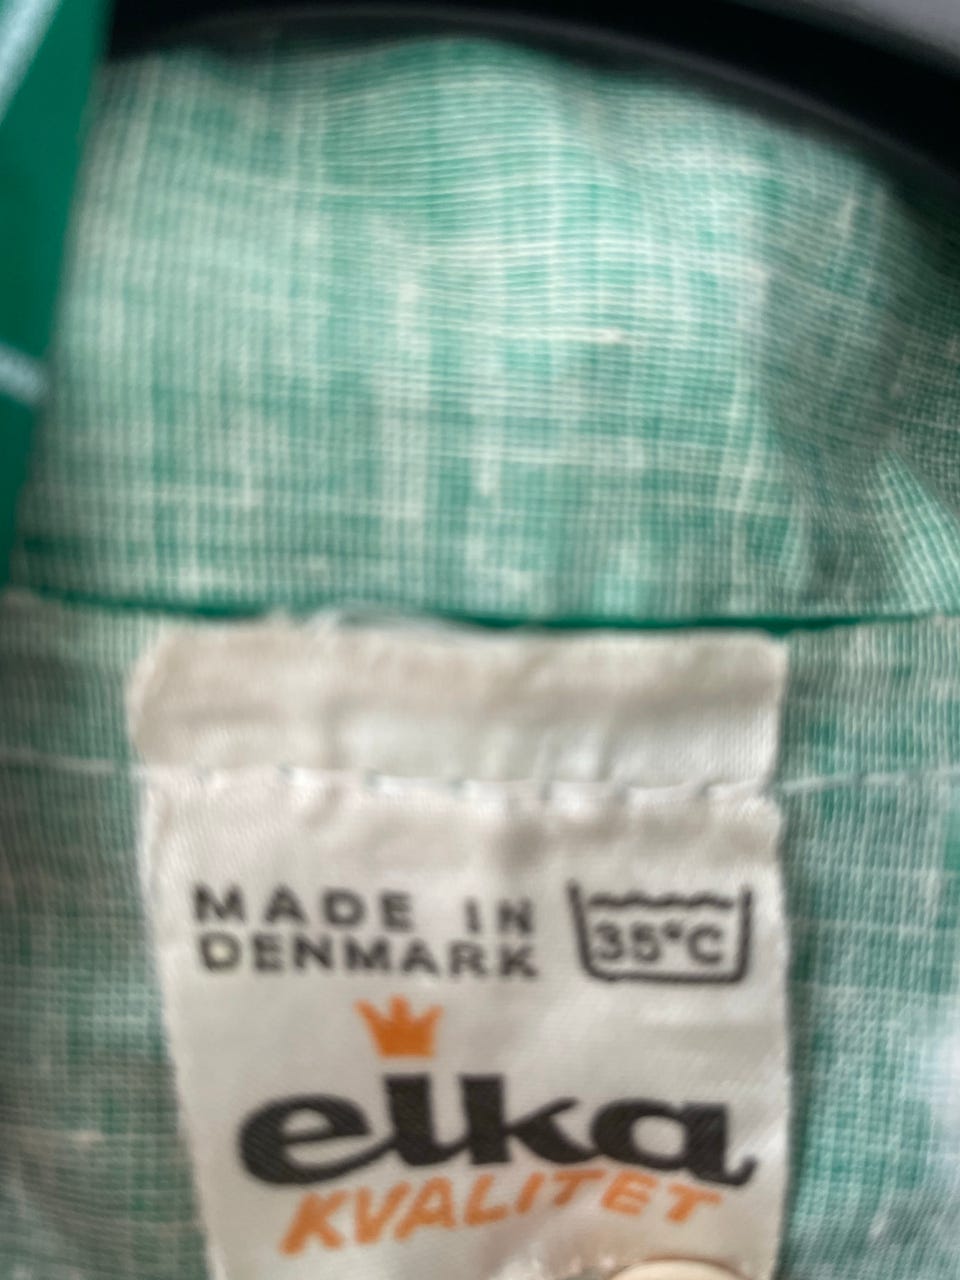 MADE IN
DENMARK
35°C
elka
KVALITET